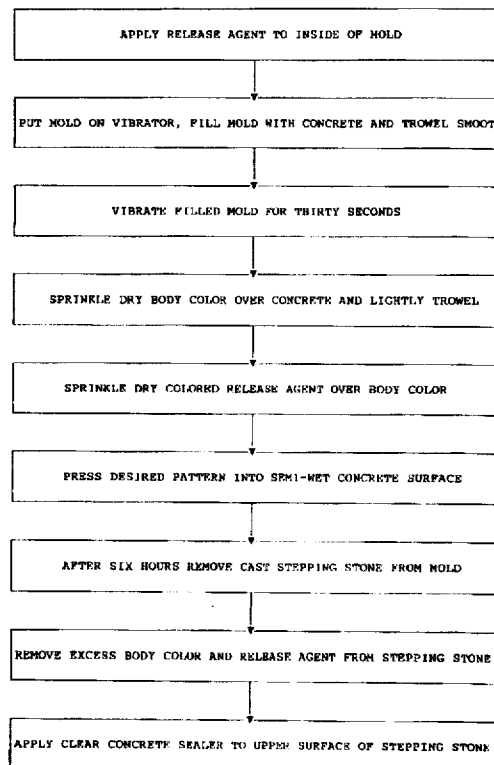 APPLY RELEASE AGENT TO INSIDE OF MOLD
PUT MOLD ON VIBRATOR, FILL MOLD WITH CONCRETE AND TROWEL SMOOT
VIBRATE FILLED MOLD FOR THIRTY SECONDS
SPRINKLE DRY BODY COLOR OVER CONCRETE AND LIGHTLY TROWEL
SPRINKLE DRY COLORED RELEASE AGENT OVER BODY COLOR
PRESS DESIRED PATTERN INTO SEMI-WET CONCRETE SURFACE
AFTER SIX HOURS REMOVE CAST STEPPING STONE FROM MOLD
REMOVE EXCESS BODY COLOR AND RELEASE AGENT FROM STEPPING STONE
APPLY CLEAR CONCRETE SEALER TO UPPER SURFACE OF STEPPING STONE